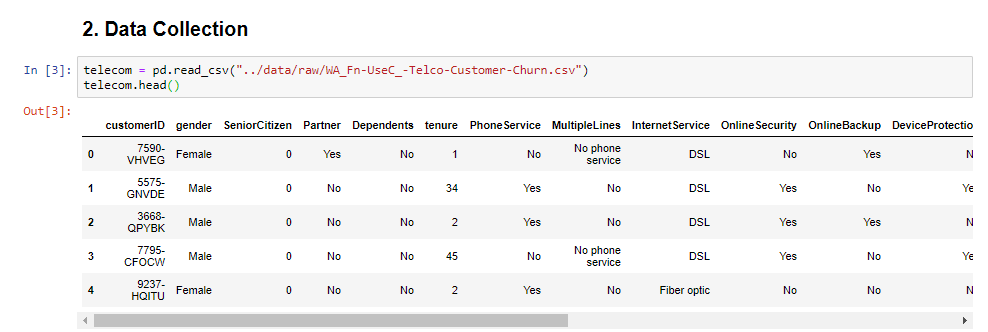 2. Data Collection
In [3]: telecom = pd.read_csv("../data/raw/WA_Fn-UseC_-Telco-Customer-Churn.csv")
telecom.head()
Out[3]:
customerID gender SeniorCitizen Partner Dependents tenure PhoneService MultipleLines InternetService OnlineSecurity OnlineBackup DeviceProtectio
0 7590-VHVEG Female 0 Yes No 1 No No phone service DSL No Yes N
1 5575-GNVDE Male 0 No No 34 Yes No DSL Yes No Ye
2 3668-QPYBK Male 0 No No 2 Yes No DSL Yes Yes N
3 7795-CFOCW Male 0 No No 45 No No phone service DSL Yes No Ye
4 9237-HQITU Female 0 No No 2 Yes No Fiber optic No No N